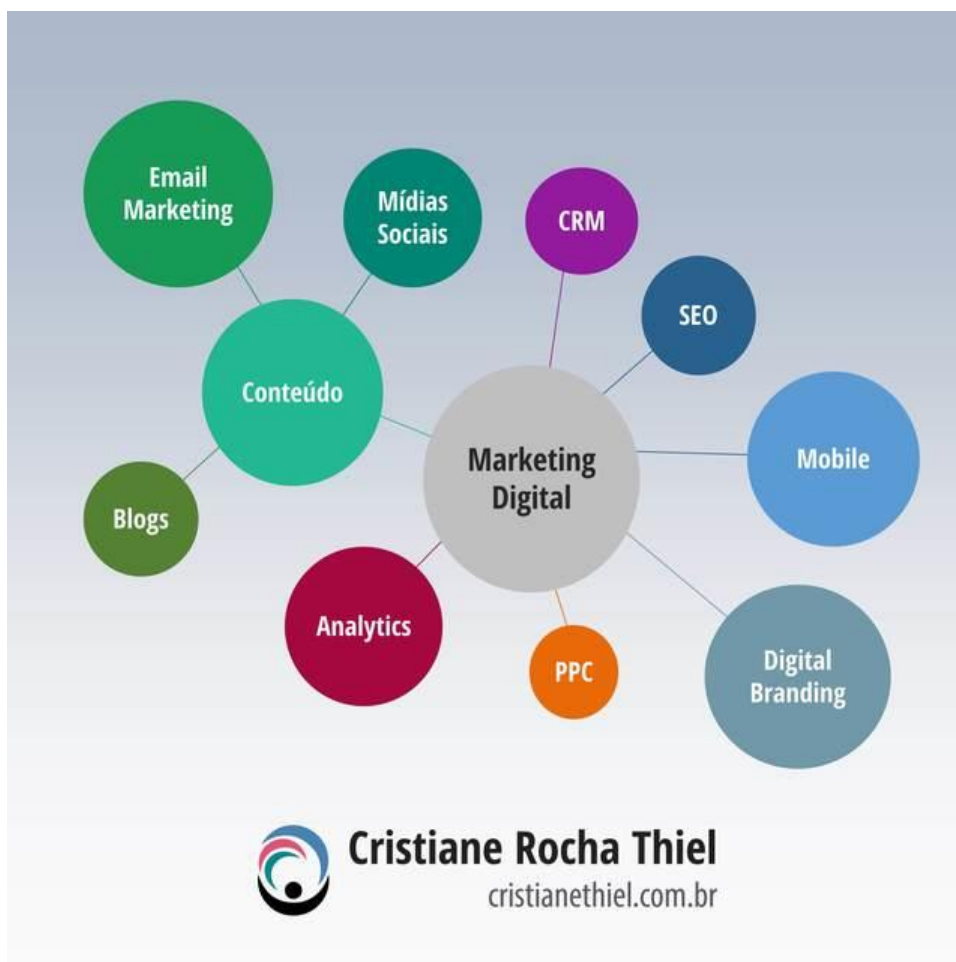 Email
Marketing
Mídias
Sociais
CRM
SEO
Conteúdo
Marketing
Digital
Mobile
Blogs
Analytics
PPC
Digital
Branding
Cristiane Rocha Thiel
cristianethiel.com.br